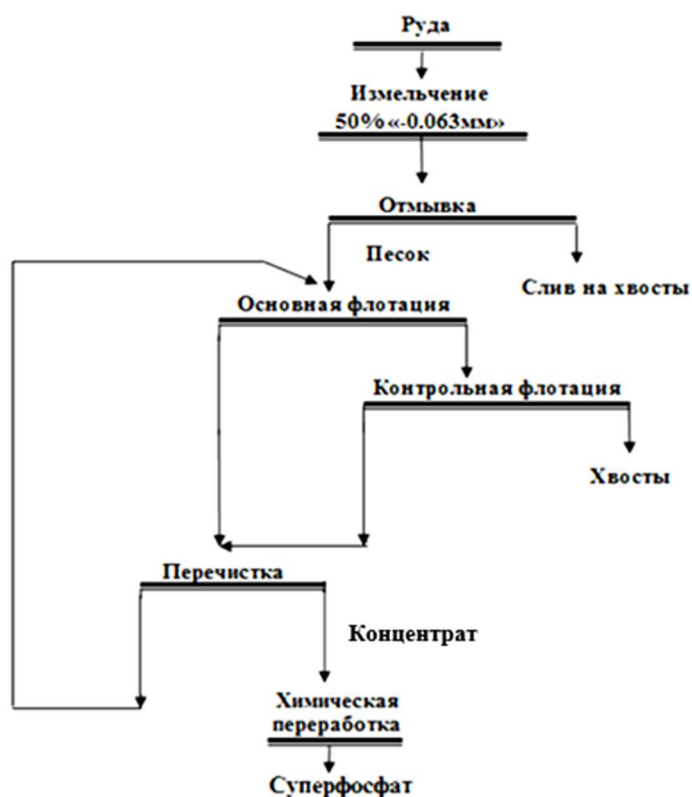 Руда
Измельчение
50% «-0.063мм»
Отмывка
Песок
Слив на хвосты
Основная флотация
Контрольная флотация
Хвосты
Перечистка
Концентрат
Химическая
переработка
Суперфосфат